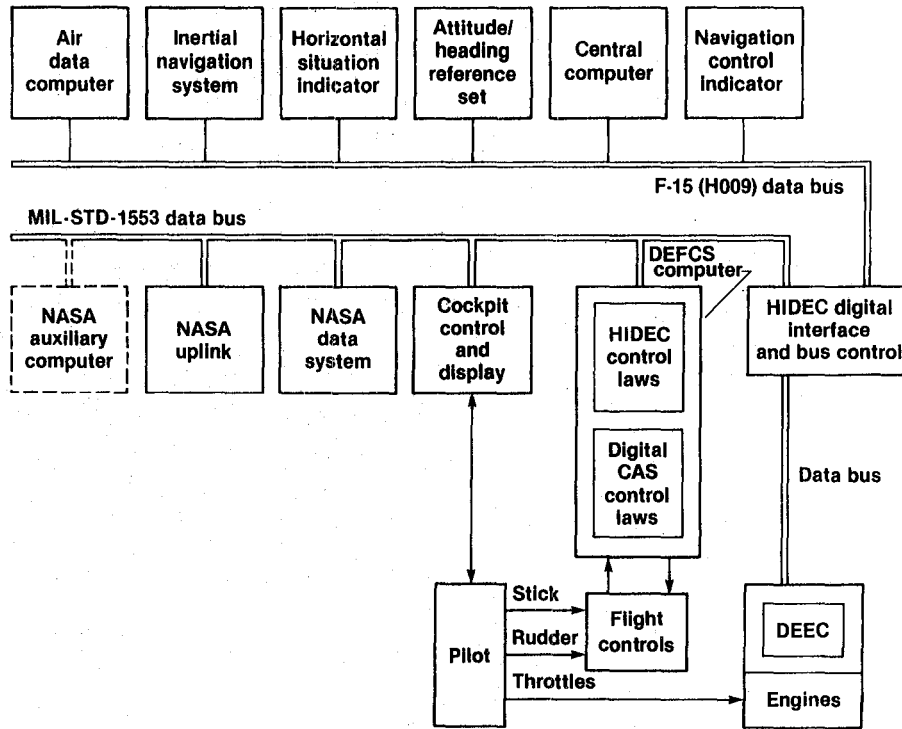 Air
data
computer
Inertial
navigation
system
Horizontal
situation
indicator
Attitude/
heading
reference
set
Central
computer
Navigation
control
indicator
F-15 (H009) data bus
MIL-STD-1553 data bus
DEFCS
computer
NASA
auxiliary
computer
NASA
uplink
NASA
data
system
Cockpit
control
and
display
HIDEC
control
laws
Digital
CAS
control
laws
HIDEC digital
interface
and bus control
Data bus
Pilot
Stick
Rudder
Throttles
Flight
controls
DEEC
Engines